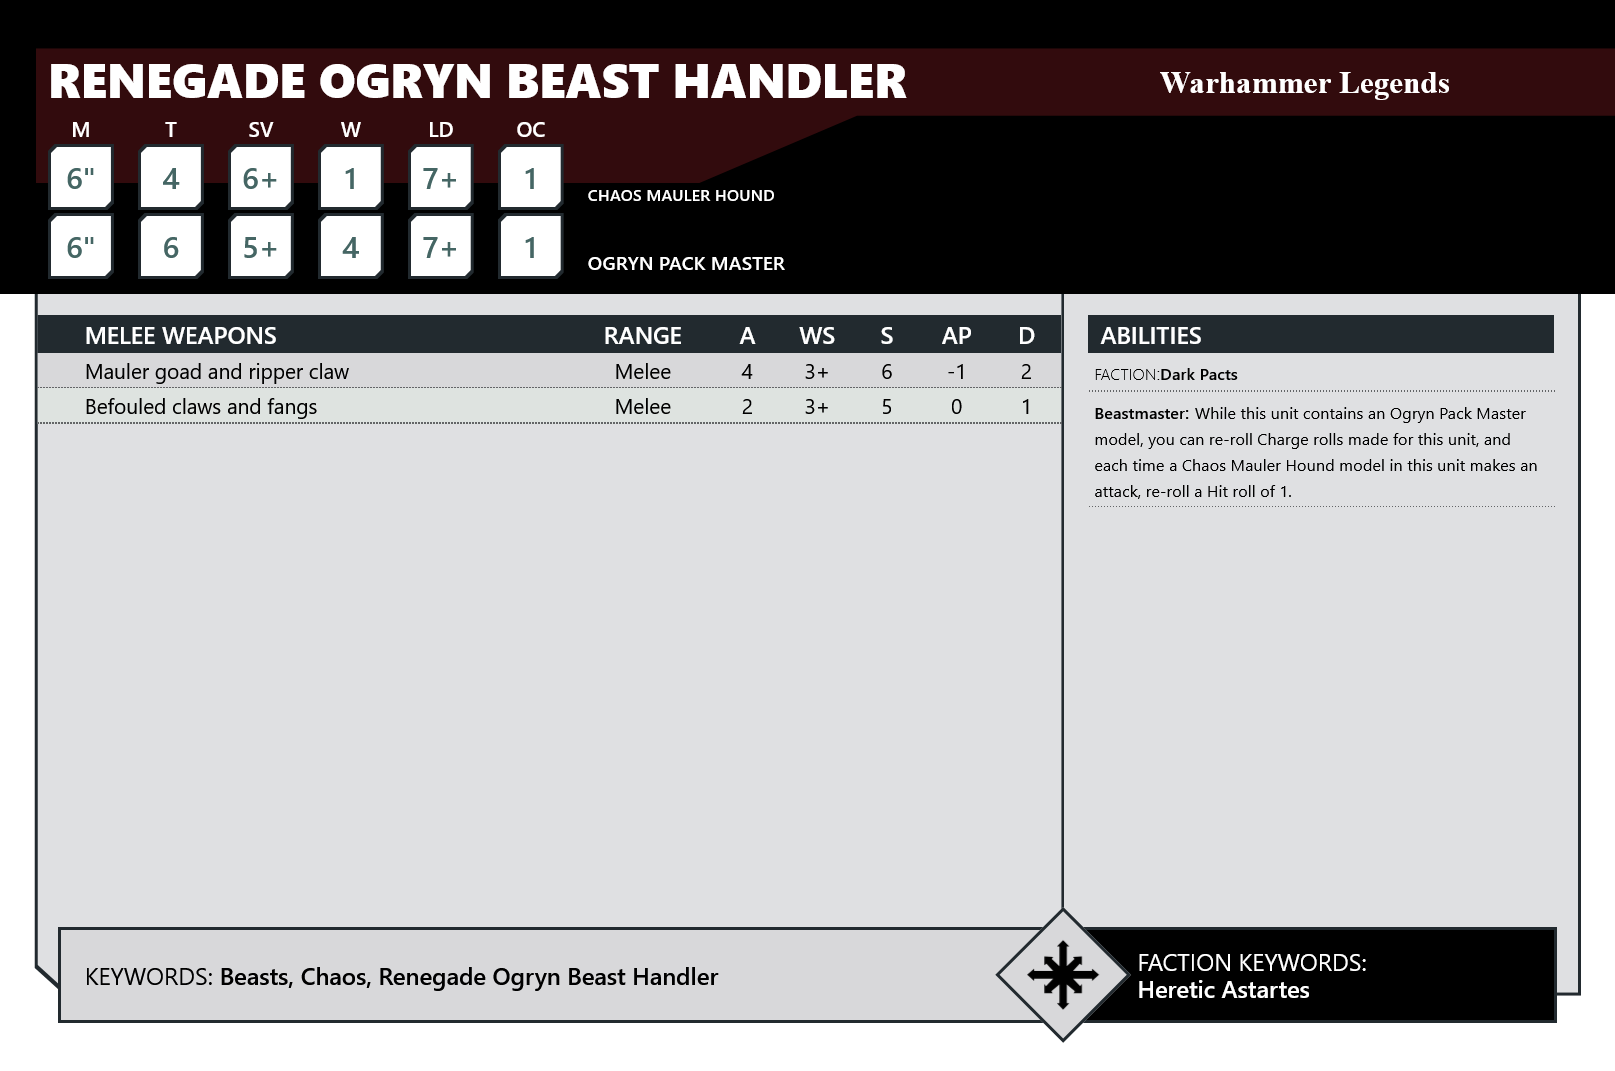 RENEGADE OGRYN BEAST HANDLER
Warhammer Legends
M T SV W LD OC
6" 4 6+ 1 7+ 1 CHAOS MAULER HOUND
6" 6 5+ 4 7+ 1 OGRYN PACK MASTER
MELEE WEAPONS RANGE A WS S AP D
Mauler goad and ripper claw Melee 4 3+ 6 -1 2
Befouled claws and fangs Melee 2 3+ 5 0 1
ABILITIES
FACTION:Dark Pacts
Beastmaster: While this unit contains an Ogryn Pack Master
model, you can re-roll Charge rolls made for this unit, and
each time a Chaos Mauler Hound model in this unit makes an
attack, re-roll a Hit roll of 1.
KEYWORDS: Beasts, Chaos, Renegade Ogryn Beast Handler
FACTION KEYWORDS:
Heretic Astartes